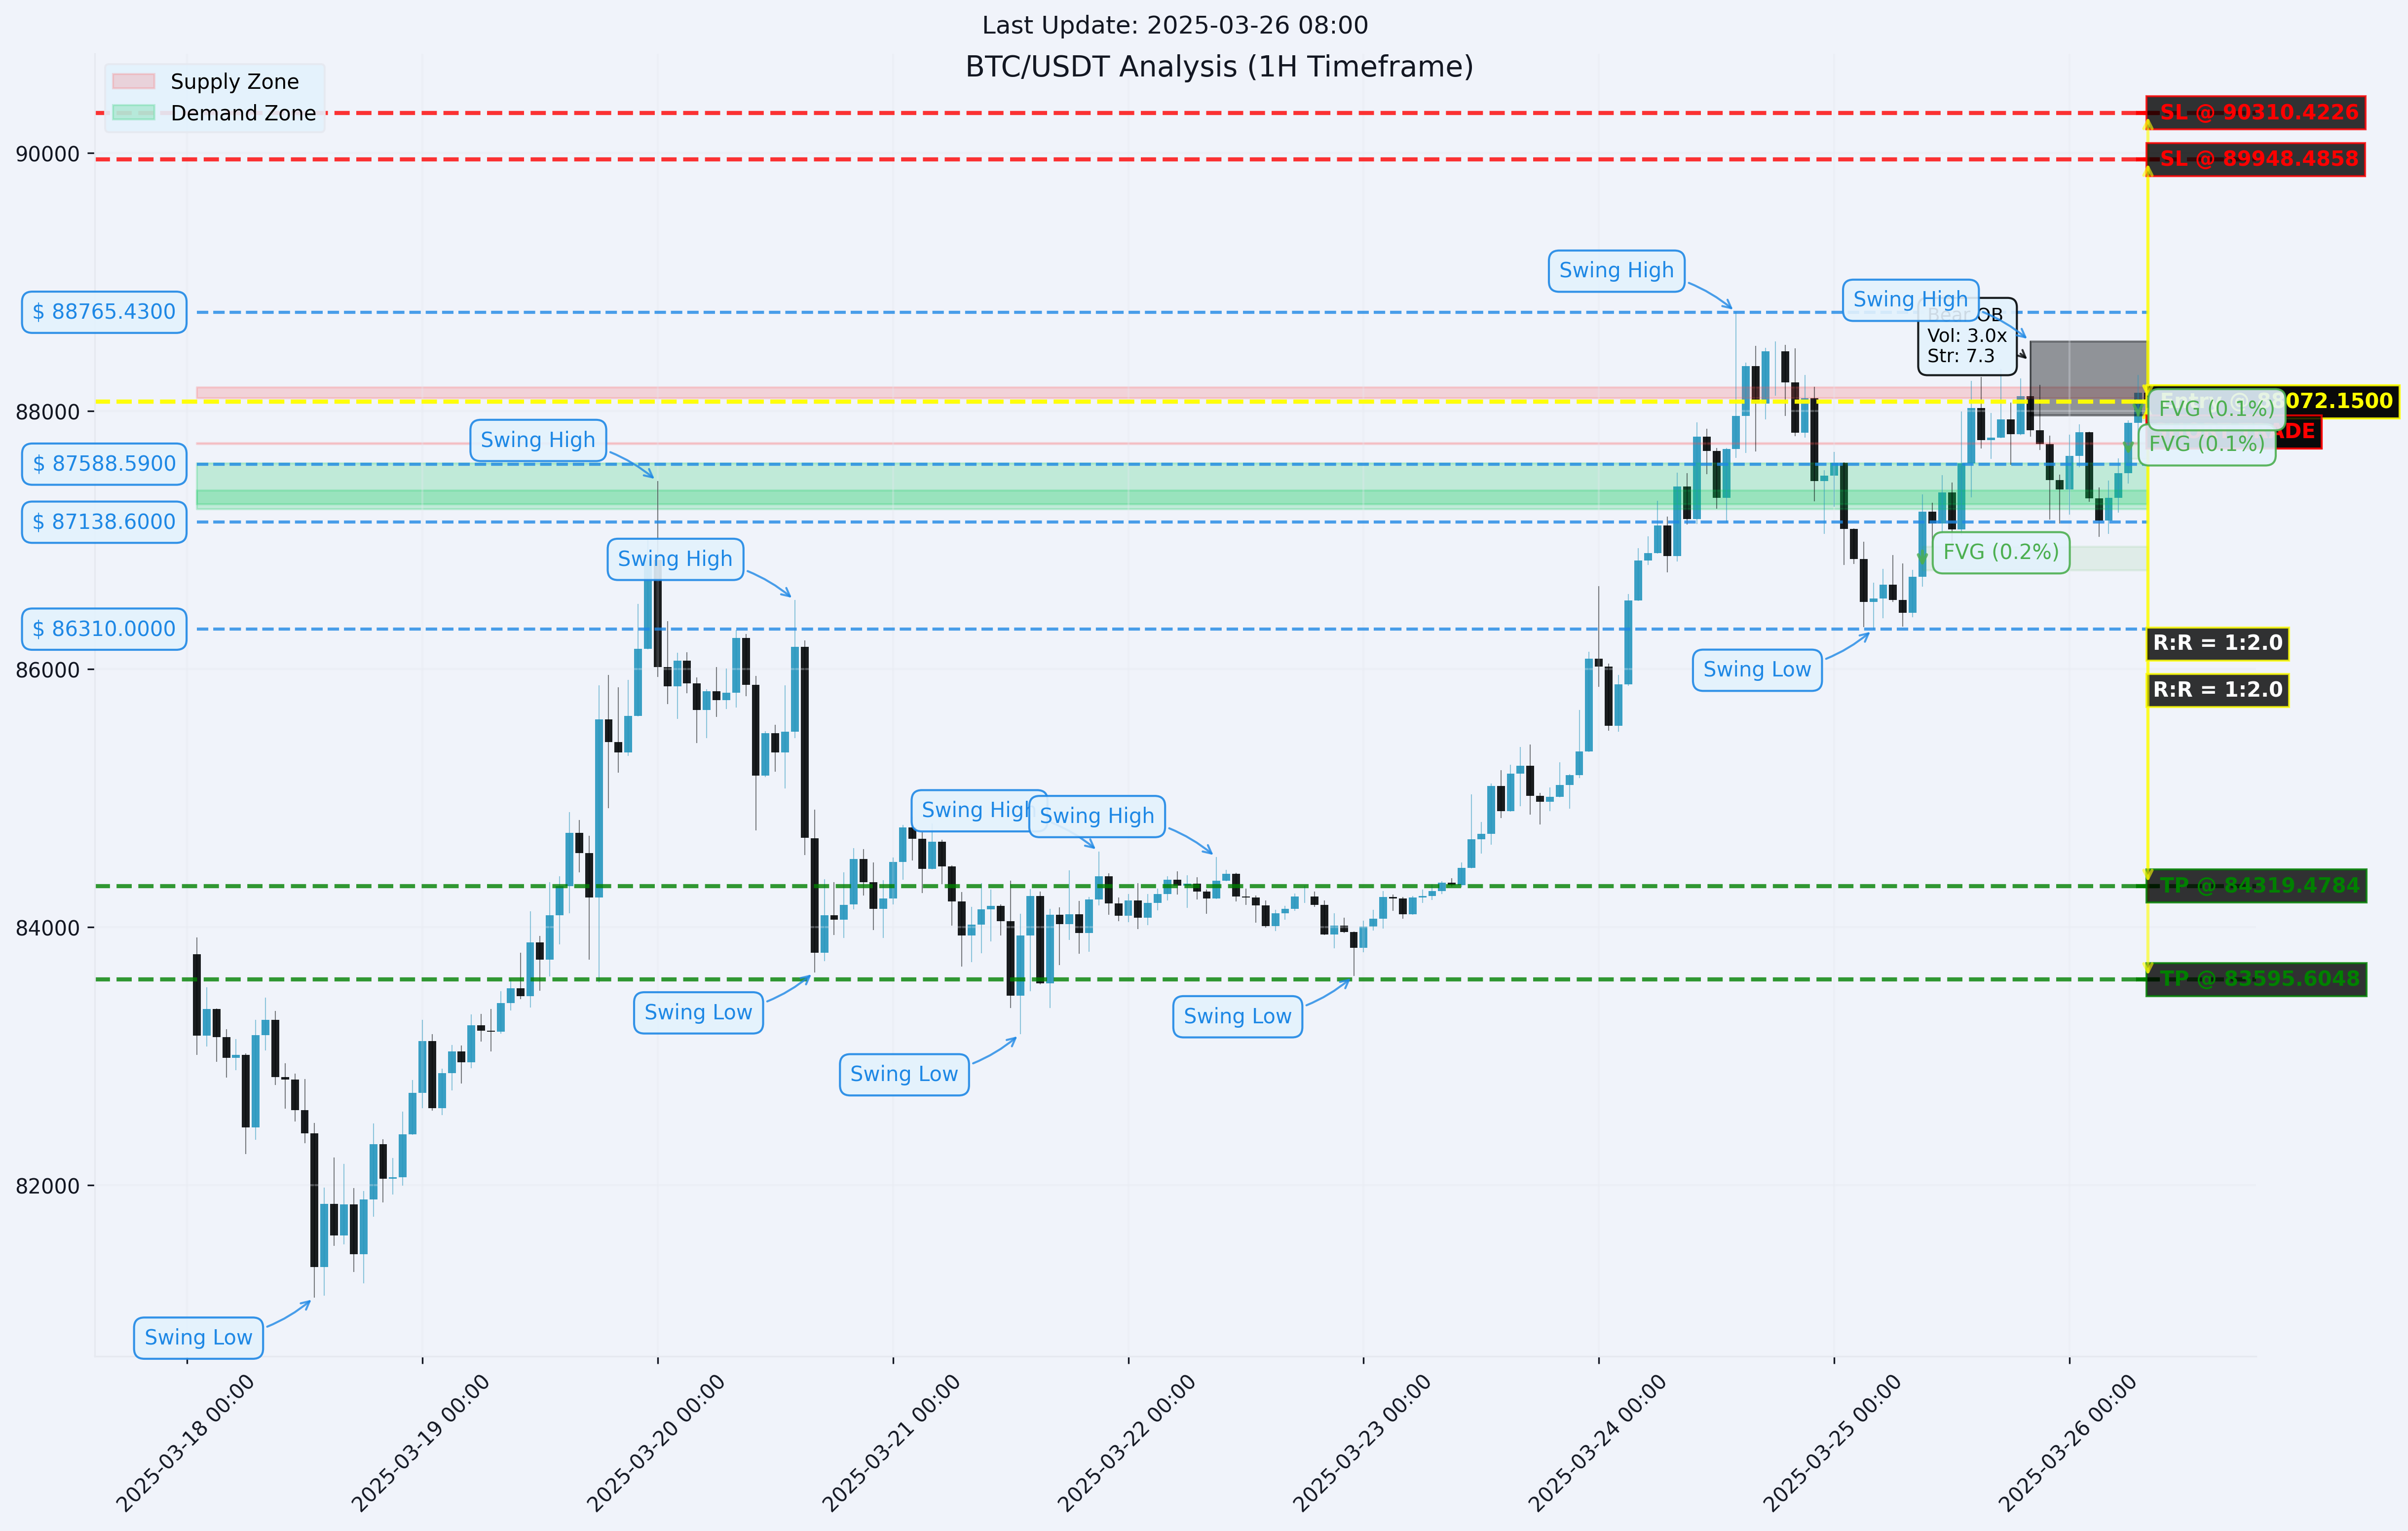 Last Update: 2025-03-26 08:00
BTC/USDT Analysis (1H Timeframe)
Supply Zone
Demand Zone
SL @ 90310.4226
90000
SL @ 89948.4858
Swing High
Swing High
$ 88765.4300
Bear OB
Vol: 3.0x
Str: 7.3
88000
Entry @ 88072.1500
FVG (0.1%)
Swing High
FVG (0.1%)
$ 87588.5900
$ 87138.6000
Swing High
FVG (0.2%)
$ 86310.0000
R:R = 1:2.0
86000
Swing Low
R:R = 1:2.0
Swing High
Swing High
TP @ 84319.4784
84000
TP @ 83595.6048
Swing Low
Swing Low
Swing Low
82000
Swing Low
2025-03-18 00:00
2025-03-19 00:00
2025-03-20 00:00
2025-03-21 00:00
2025-03-22 00:00
2025-03-23 00:00
2025-03-24 00:00
2025-03-25 00:00
2025-03-26 00:00